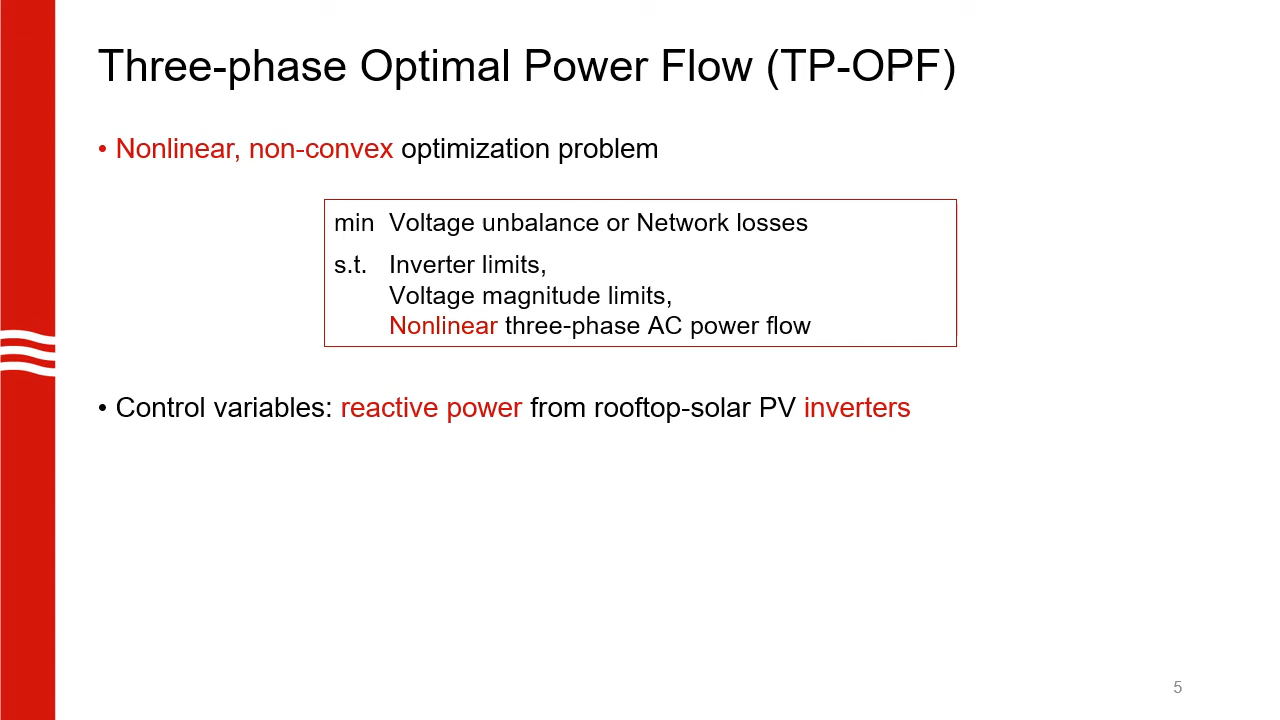 Three-phase Optimal Power Flow (TP-OPF)
• Nonlinear, non-convex optimization problem
min Voltage unbalance or Network losses
s.t. Inverter limits,
Voltage magnitude limits,
Nonlinear three-phase AC power flow
• Control variables: reactive power from rooftop-solar PV inverters
5